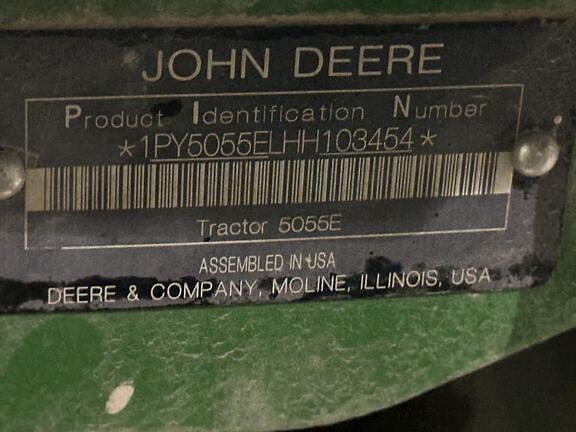 JOHN DEERE
Product Identification Number
*1PY5055ELHH103454*
Tractor 5055E
ASSEMBLED IN USA
DEERE & COMPANY, MOLINE, ILLINOIS, USA